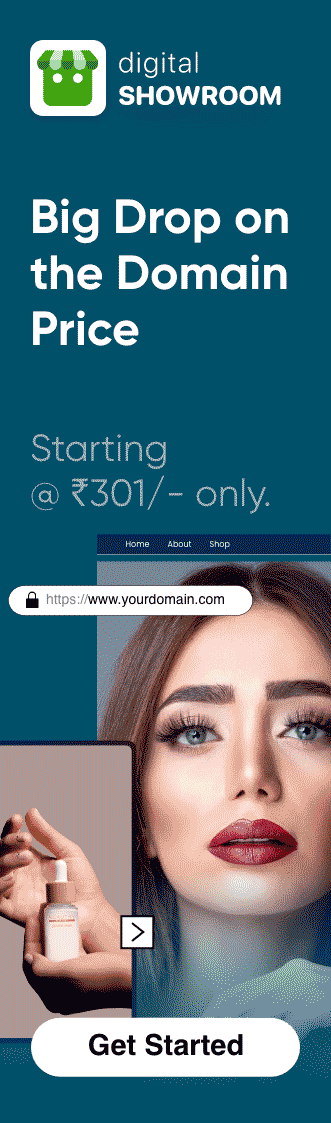 digital
SHOWROOM
Big Drop on
the Domain
Price
Starting
@ ₹301/- only.
Home About Shop
https://www.yourdomain.com
Get Started